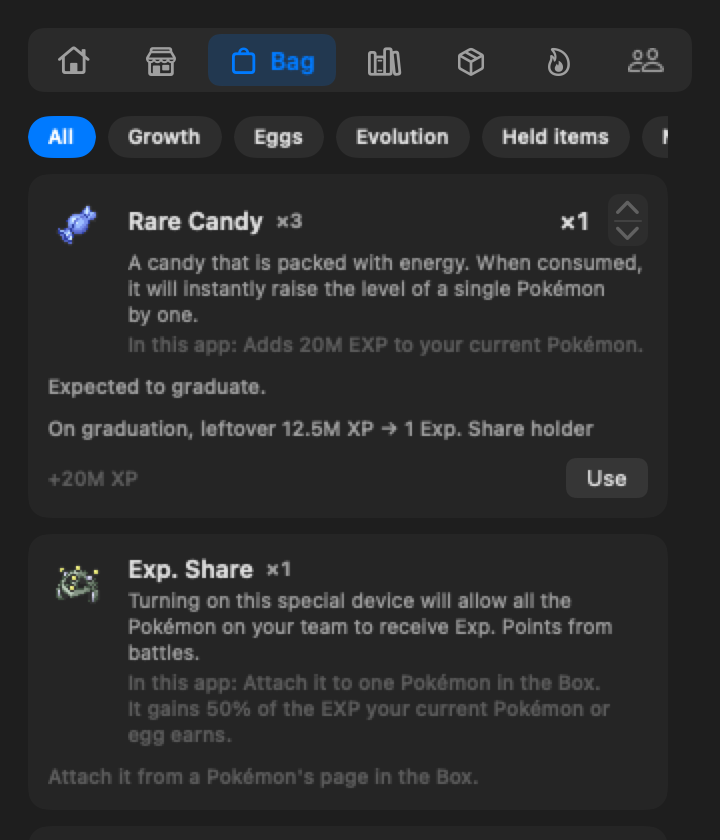 Bag
All
Growth
Eggs
Evolution
Held items
Rare Candy ×3
×1
A candy that is packed with energy. When consumed,
it will instantly raise the level of a single Pokémon
by one.
In this app: Adds 20M EXP to your current Pokémon.
Expected to graduate.
On graduation, leftover 12.5M XP → 1 Exp. Share holder
+20M XP
Use
Exp. Share ×1
Turning on this special device will allow all the
Pokémon on your team to receive Exp. Points from
battles.
In this app: Attach it to one Pokémon in the Box.
It gains 50% of the EXP your current Pokémon or
egg earns.
Attach it from a Pokémon's page in the Box.